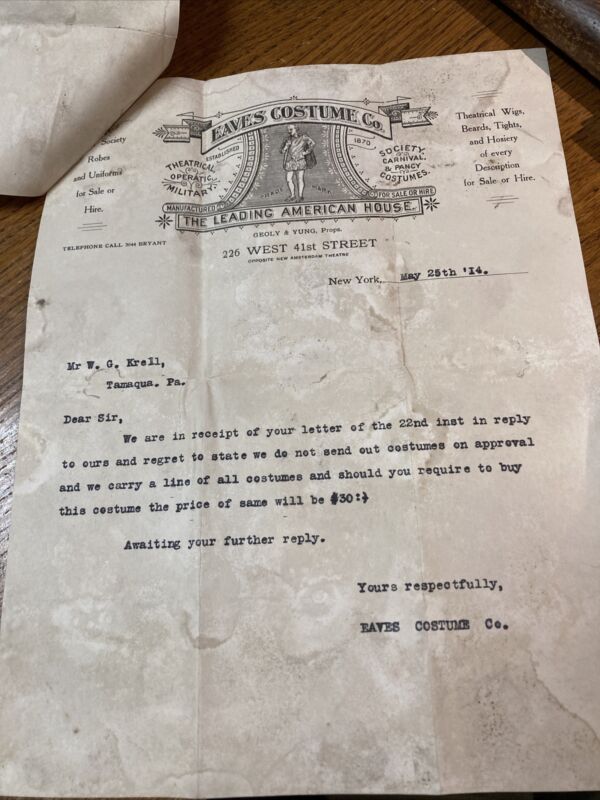 Society
Robes
and Uniforms
for Sale or
Hire.
TELEPHONE CALL 3044 BRYANT
EAVES COSTUME Co.
ESTABLISHED
1870
THEATRICAL
OPERATIC
MILITARY
SOCIETY,
CARNIVAL,
& FANCY
COSTUMES.
TRADE MARK
MANUFACTURED
FOR SALE OR HIRE.
THE LEADING AMERICAN HOUSE.
Theatrical Wigs,
Beards, Tights,
and Hosiery
of every
Description
for Sale or Hire.
GEOLY & YUNG, Props.
226 WEST 41st STREET
OPPOSITE NEW AMSTERDAM THEATRE
New York, May 25th '14.
Mr W. G. Krell,
Tamaqua. Pa.
Dear Sir,
We are in receipt of your letter of the 22nd inst in reply
to ours and regret to state we do not send out costumes on approval
and we carry a line of all costumes and should you require to buy
this costume the price of same will be $30:
Awaiting your further reply.
Yours respectfully,
EAVES COSTUME Co.